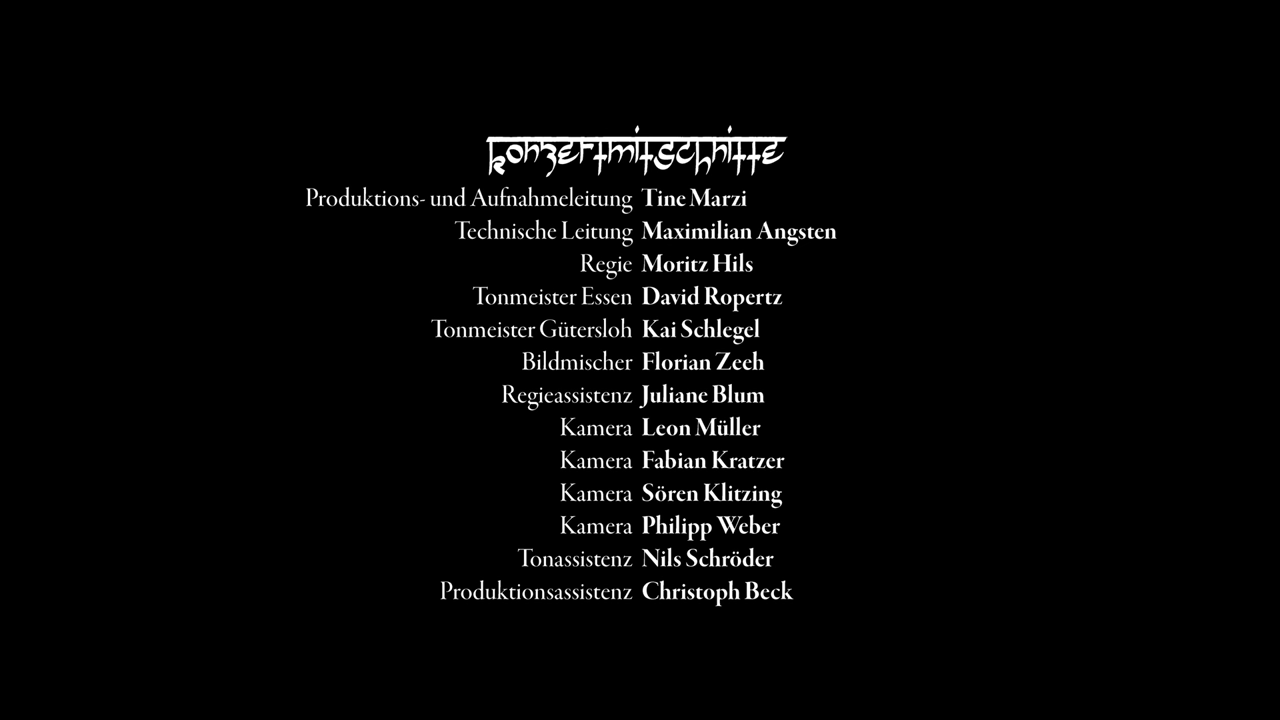 Konzertmitschnitte
Produktions- und Aufnahmeleitung Tine Marzi
Technische Leitung Maximilian Angsten
Regie Moritz Hils
Tonmeister Essen David Ropertz
Tonmeister Gütersloh Kai Schlegel
Bildmischer Florian Zeeh
Regieassistenz Juliane Blum
Kamera Leon Müller
Kamera Fabian Kratzer
Kamera Sören Klitzing
Kamera Philipp Weber
Tonassistenz Nils Schröder
Produktionsassistenz Christoph Beck